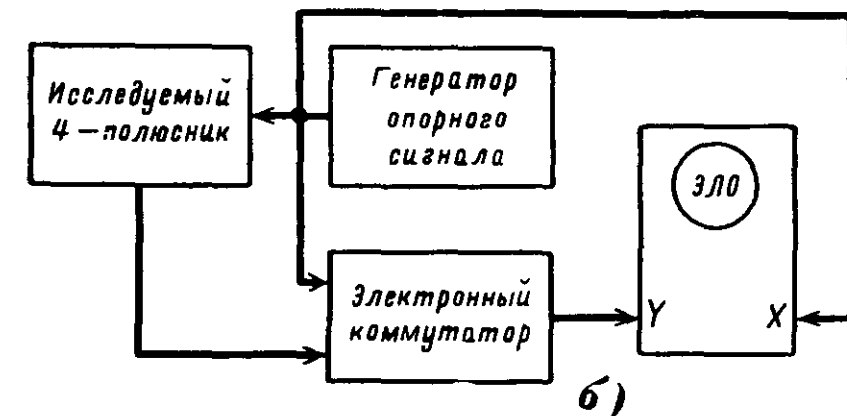 Исследуемый
4-полюсник
Генератор
опорного
сигнала
ЭЛО
Электронный
коммутатор
Y
X
б)